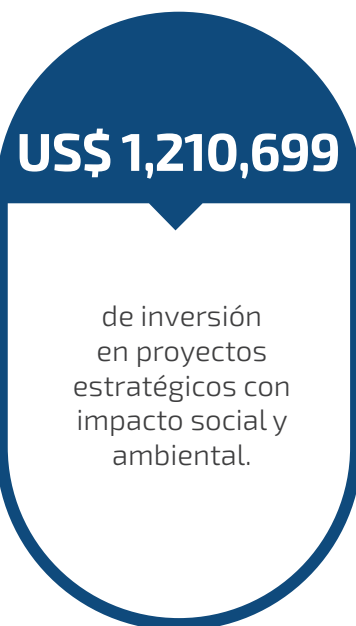 US$ 1,210,699
de inversión
en proyectos
estratégicos con
impacto social y
ambiental.